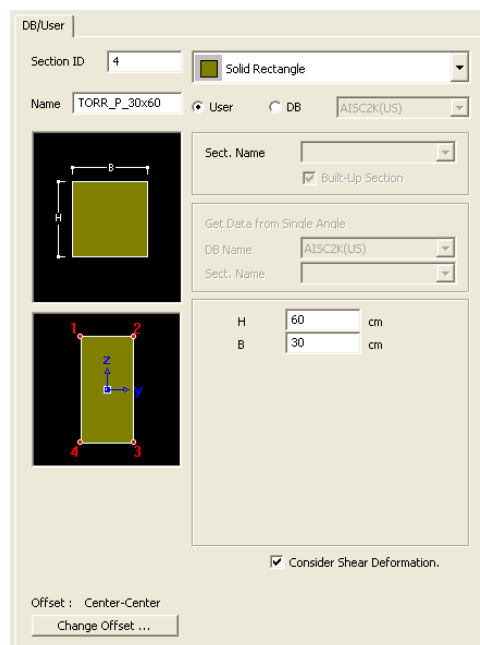 DB/User
Section ID 4
Solid Rectangle
Name TORR_P_30x60
User DB AISC2K(US)
Sect. Name
Built-Up Section
B
H
Get Data from Single Angle
DB Name AISC2K(US)
Sect. Name
H 60 cm
B 30 cm
1 2
z
y
4 3
Consider Shear Deformation.
Offset : Center-Center
Change Offset ...